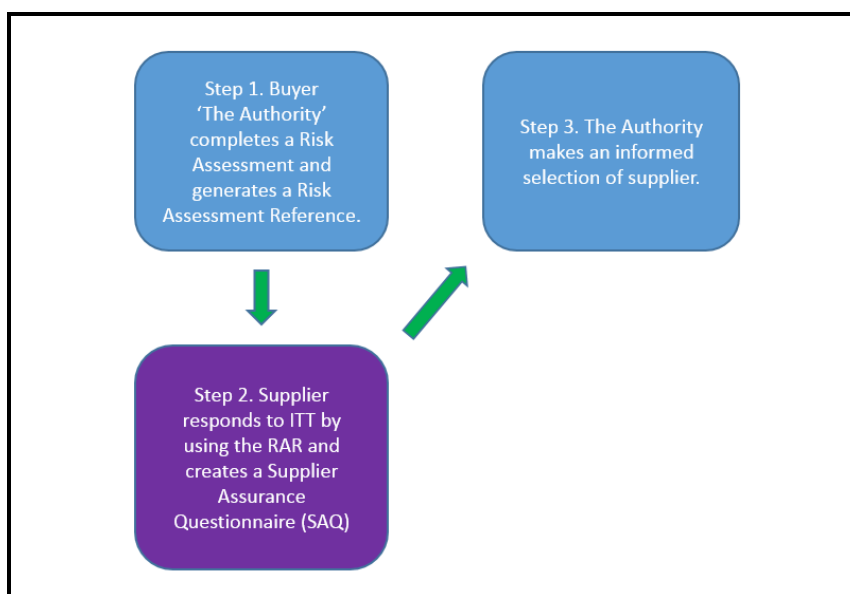 Step 1. Buyer
‘The Authority’
completes a Risk
Assessment and
generates a Risk
Assessment Reference.
Step 2. Supplier
responds to ITT by
using the RAR and
creates a Supplier
Assurance
Questionnaire (SAQ)
Step 3. The Authority
makes an informed
selection of supplier.